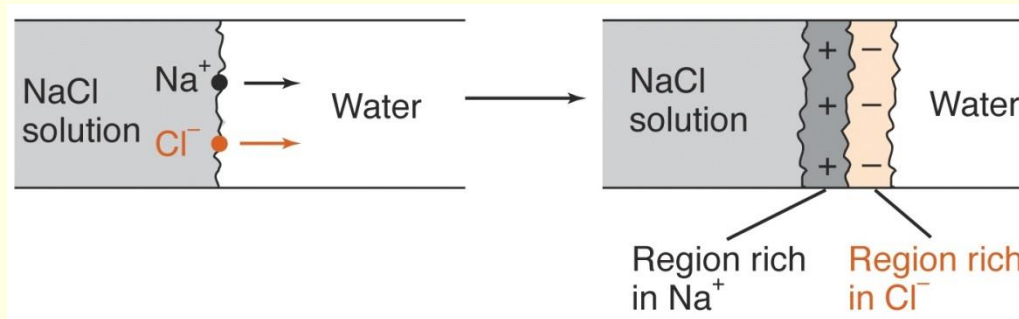 NaCl
solution
Na⁺
Cl⁻
Water
NaCl
solution
+ −
+ −
+ −
Water
Region rich
in Na⁺
Region rich
in Cl⁻